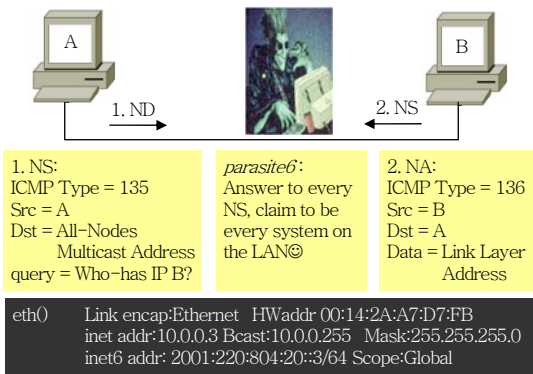 A
B
1. ND
2. NS
1. NS:
ICMP Type = 135
Src = A
Dst = All-Nodes
Multicast Address
query = Who-has IP B?
parasite6:
Answer to every
NS, claim to be
every system on
the LAN☺
2. NA:
ICMP Type = 136
Src = B
Dst = A
Data = Link Layer
Address
eth() Link encap:Ethernet HWaddr 00:14:2A:A7:D7:FB
inet addr:10.0.0.3 Bcast:10.0.0.255 Mask:255.255.255.0
inet6 addr: 2001:220:804:20::3/64 Scope:Global